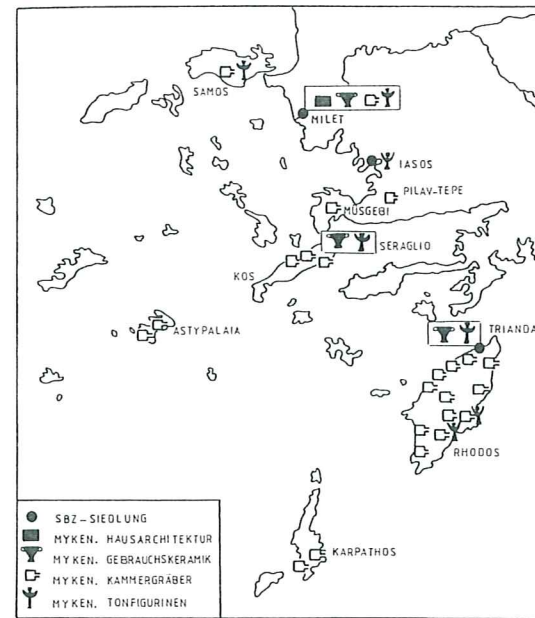 SAMOS
MILET
IASOS
PILAV-TEPE
MÜSGEBI
SERAGLIO
KOS
ASTYPALAIA
TRIANDA
RHODOS
KARPATHOS
SBZ-SIEDLUNG
MYKEN. HAUSARCHITEKTUR
MYKEN. GEBRAUCHSKERAMIK
MYKEN. KAMMERGRÄBER
MYKEN. TONFIGURINEN